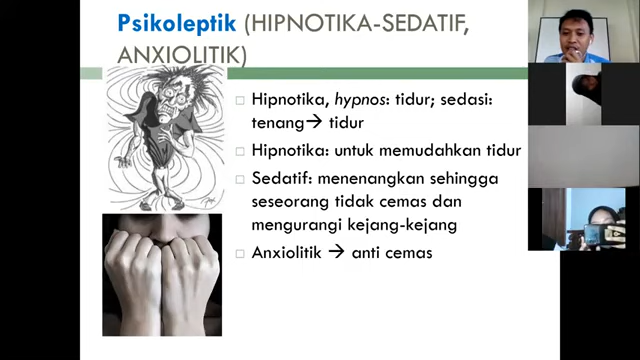 Psikoleptik (HIPNOTIKA-SEDATIF,
ANXIOLITIK)
□ Hipnotika, hypnos: tidur; sedasi:
tenang→ tidur
□ Hipnotika: untuk memudahkan tidur
□ Sedatif: menenangkan sehingga
seseorang tidak cemas dan
mengurangi kejang-kejang
□ Anxiolitik → anti cemas